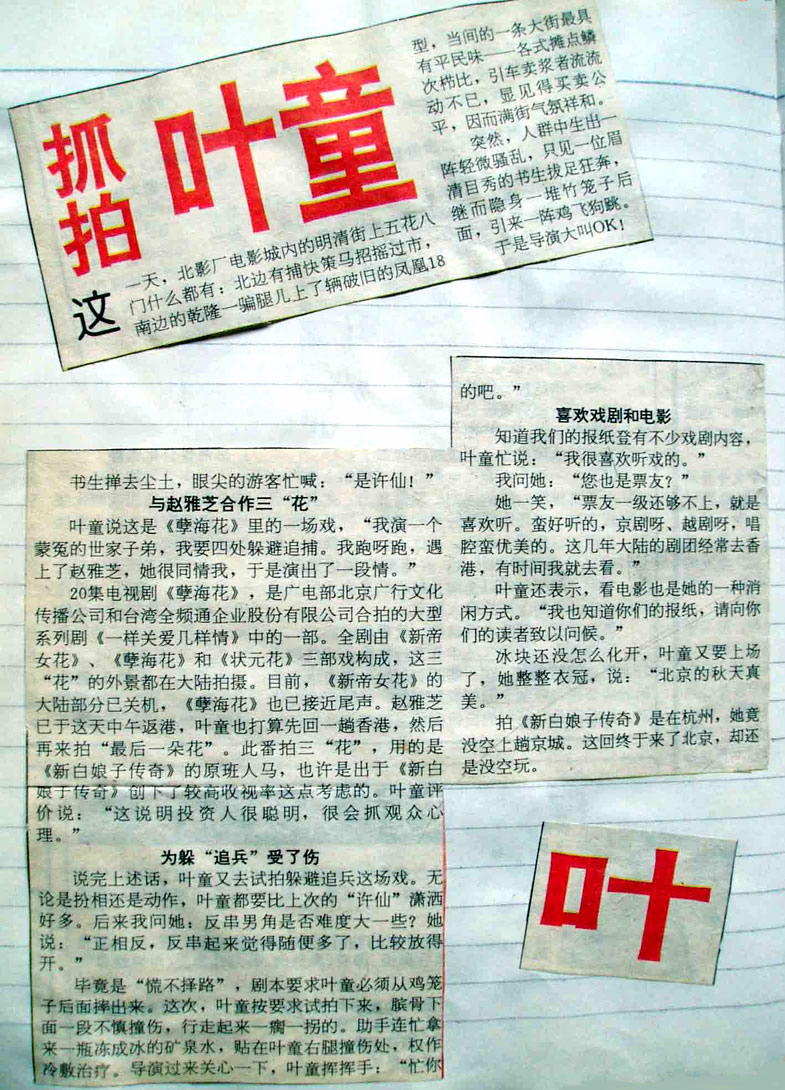 抓拍
叶童
这
一天，北影厂电影城内的明清街上五花八
门什么都有：北边有捕快策马招摇过市，
南边的乾隆一骗腿儿上了辆破旧的凤凰18
型，当间的一条大街最具
有平民味——各式摊点鳞
次栉比，引车卖浆者流流
动不已，显见得买卖公
平，因而满街气氛祥和。
突然，人群中生出一
阵轻微骚乱，只见一位眉
清目秀的书生拔足狂奔，
继而隐身一堆竹笼子后
面，引来一阵鸡飞狗跳。
于是导演大叫OK！
书生掸去尘土，眼尖的游客忙喊：“是许仙！”
与赵雅芝合作三“花”
叶童说这是《孽海花》里的一场戏，“我演一个
蒙冤的世家子弟，我要四处躲避追捕。我跑呀跑，遇
上了赵雅芝，她很同情我，于是演出了一段情。”
20集电视剧《孽海花》，是广电部北京广行文化
传播公司和台湾全频通企业股份有限公司合拍的大型
系列剧《一样关爱几样情》中的一部。全剧由《新帝
女花》、《孽海花》和《状元花》三部戏构成，这三
“花”的外景都在大陆拍摄。目前，《新帝女花》的
大陆部分已关机，《孽海花》也已接近尾声。赵雅芝
已于这天中午返港，叶童也打算先回一趟香港，然后
再来拍“最后一朵花”。此番拍三“花”，用的是
《新白娘子传奇》的原班人马，也许是出于《新白
娘子传奇》创下了较高收视率这点考虑的。叶童评
价说：“这说明投资人很聪明，很会抓观众心
理。”
为躲“追兵”受了伤
说完上述话，叶童又去试拍躲避追兵这场戏。无
论是扮相还是动作，叶童都要比上次的“许仙”潇洒
好多。后来我问她：反串男角是否难度大一些？她
说：“正相反，反串起来觉得随便多了，比较放得
开。”
毕竟是“慌不择路”，剧本要求叶童必须从鸡笼
子后面摔出来。这次，叶童按要求试拍下来，膑骨下
面一段不慎撞伤，行走起来一瘸一拐的。助手连忙拿
来一瓶冻成冰的矿泉水，贴在叶童右腿撞伤处，权作
冷敷治疗。导演过来关心一下，叶童挥挥手：“忙你
的吧。”
喜欢戏剧和电影
知道我们的报纸登有不少戏剧内容，
叶童忙说：“我很喜欢听戏的。”
我问她：“您也是票友？”
她一笑，“票友一级还够不上，就是
喜欢听。蛮好听的，京剧呀、越剧呀，唱
腔蛮优美的。这几年大陆的剧团经常去香
港，有时间我就去看。”
叶童还表示，看电影也是她的一种消
闲方式。“我也知道你们的报纸，请向你
们的读者致以问候。”
冰块还没怎么化开，叶童又要上场
了，她整整衣冠，说：“北京的秋天真
美。”
拍《新白娘子传奇》是在杭州，她竟
没空上趟京城。这回终于来了北京，却还
是没空玩。
叶